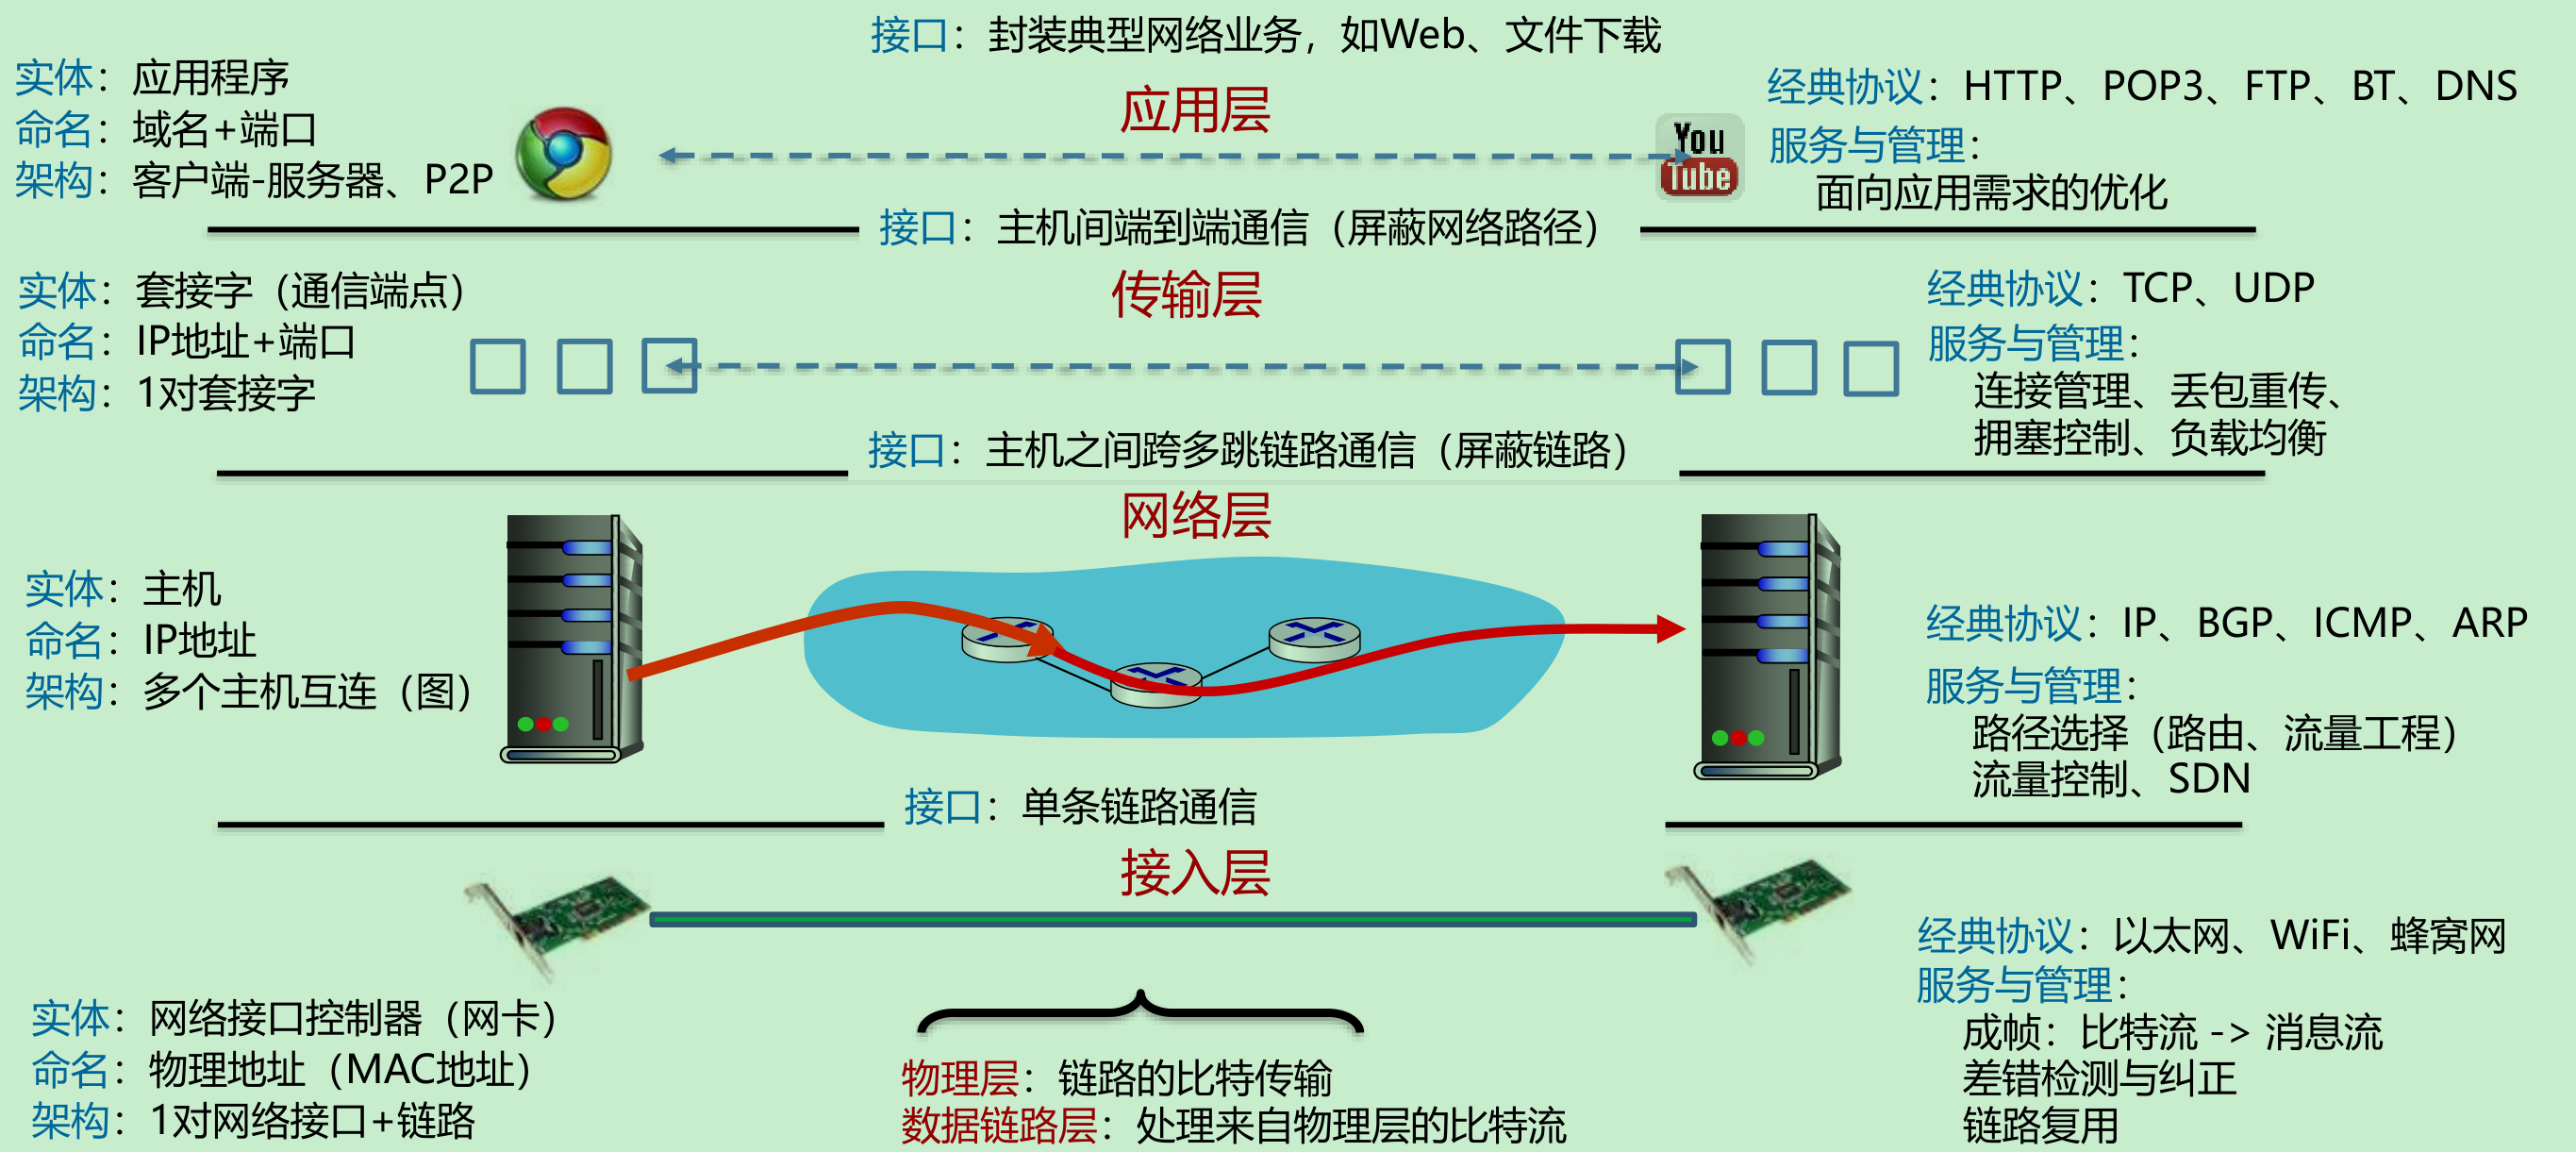 接口：封装典型网络业务，如Web、文件下载
应用层
实体：应用程序
命名：域名+端口
架构：客户端-服务器、P2P
You
Tube
经典协议：HTTP、POP3、FTP、BT、DNS
服务与管理：
面向应用需求的优化
接口：主机间端到端通信（屏蔽网络路径）
传输层
实体：套接字（通信端点）
命名：IP地址+端口
架构：1对套接字
经典协议：TCP、UDP
服务与管理：
连接管理、丢包重传、
拥塞控制、负载均衡
接口：主机之间跨多跳链路通信（屏蔽链路）
网络层
实体：主机
命名：IP地址
架构：多个主机互连（图）
经典协议：IP、BGP、ICMP、ARP
服务与管理：
路径选择（路由、流量工程）
流量控制、SDN
接口：单条链路通信
接入层
实体：网络接口控制器（网卡）
命名：物理地址（MAC地址）
架构：1对网络接口+链路
物理层：链路的比特传输
数据链路层：处理来自物理层的比特流
经典协议：以太网、WiFi、蜂窝网
服务与管理：
成帧：比特流 -> 消息流
差错检测与纠正
链路复用